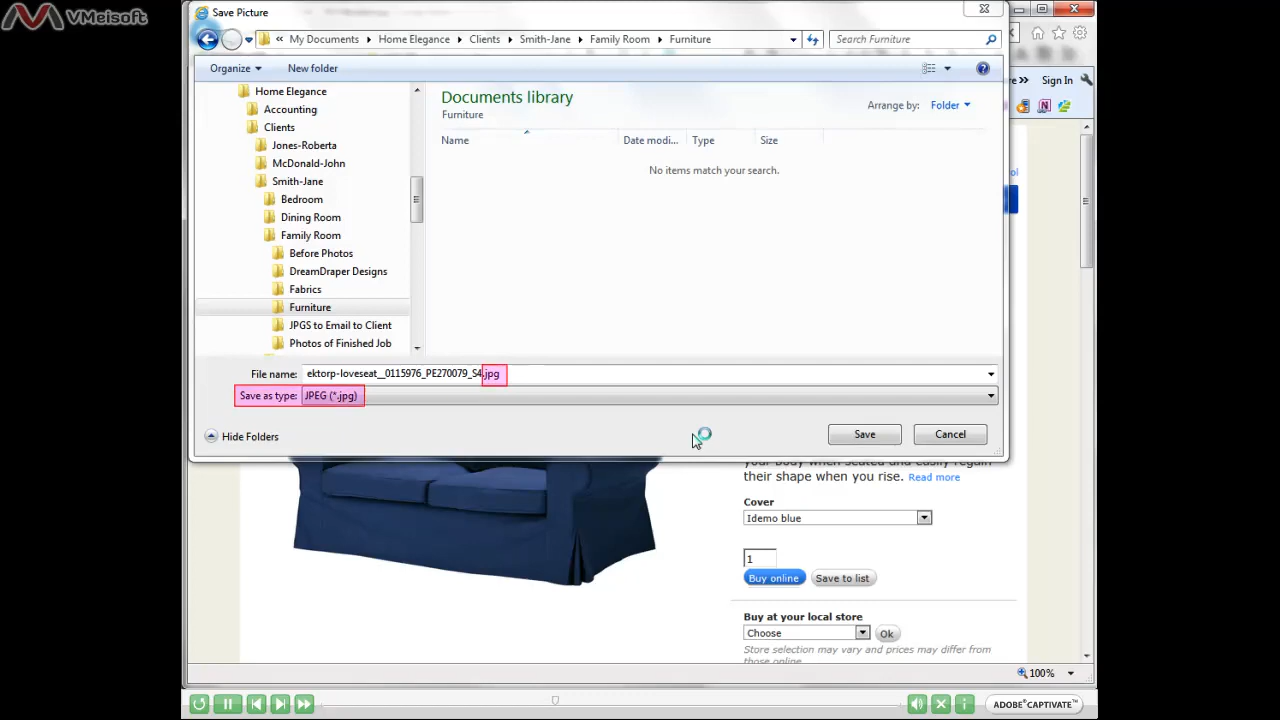 VMeisoft
Save Picture
« My Documents Home Elegance Clients Smith-Jane Family Room Furniture
Search Furniture
Organize New folder
Home Elegance
Accounting
Clients
Jones-Roberta
McDonald-John
Smith-Jane
Bedroom
Dining Room
Family Room
Before Photos
DreamDraper Designs
Fabrics
Furniture
JPGS to Email to Client
Photos of Finished Job
Documents library
Furniture
Arrange by: Folder
Name Date modi... Type Size
No items match your search.
File name: ektorp-loveseat__0115976_PE270079_S4.jpg
Save as type: JPEG (*.jpg)
Hide Folders
Save Cancel
Sign In
when seated and easily regain
their shape when you rise. Read more
Cover
Idemo blue
1
Buy online Save to list
Buy at your local store
Choose Ok
Store selection may vary and prices may differ from
those online
100%
ADOBE® CAPTIVATE™